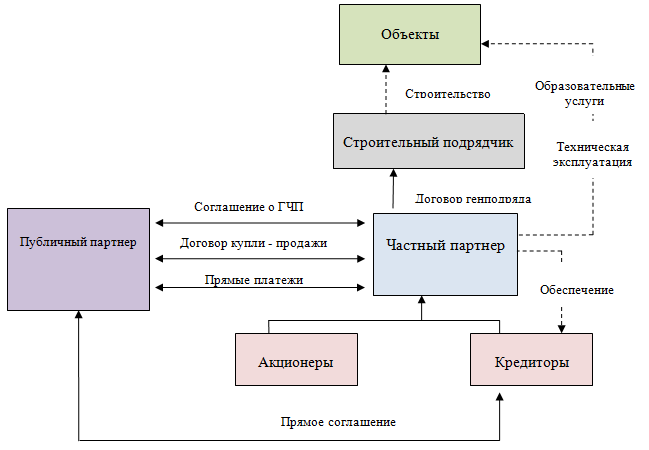 Объекты
Образовательные
услуги
Строительство
Строительный подрядчик
Техническая
эксплуатация
Договор генподряда
Соглашение о ГЧП
Публичный партнер
Договор купли - продажи
Частный партнер
Прямые платежи
Обеспечение
Акционеры
Кредиторы
Прямое соглашение